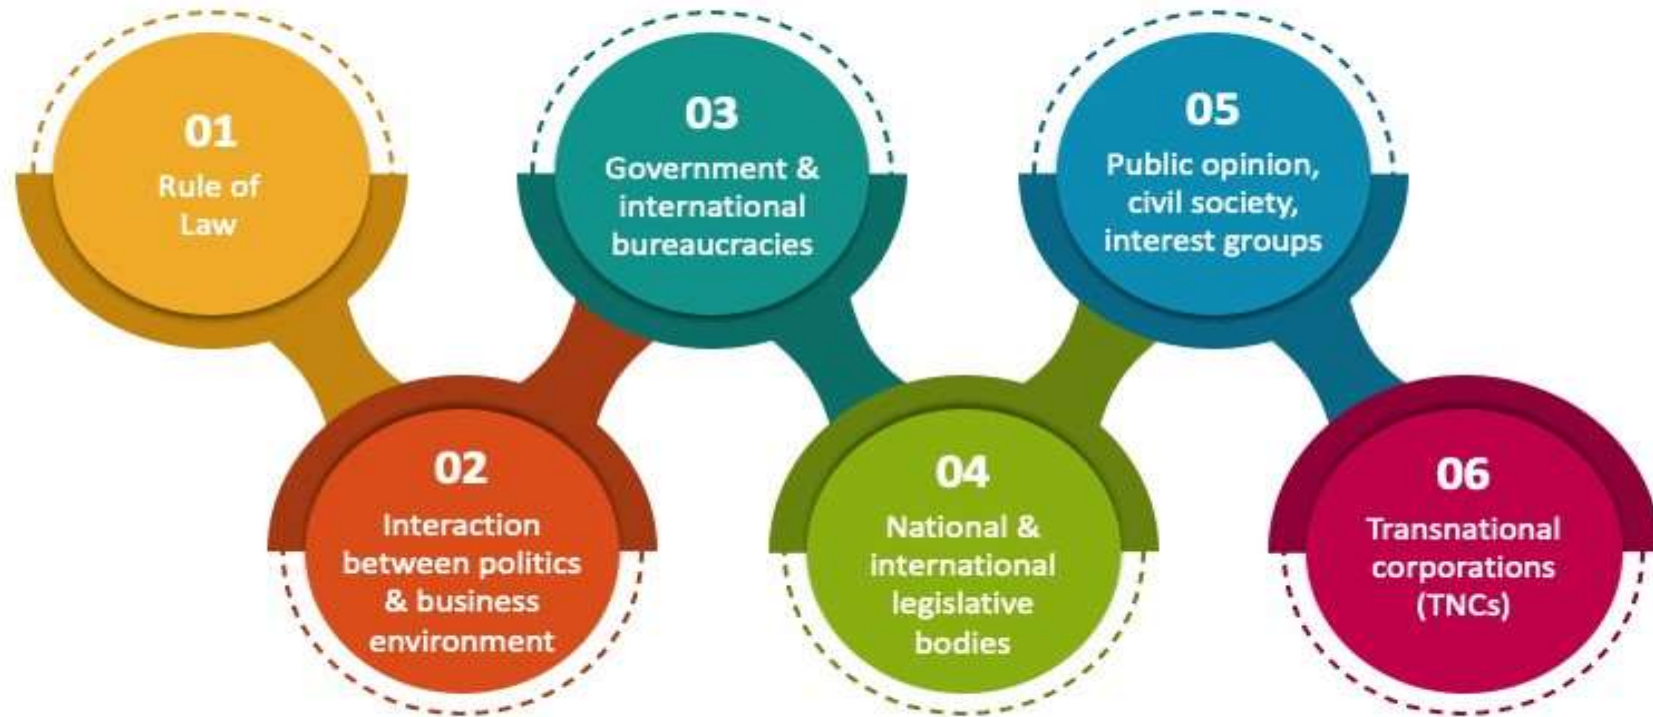 01
Rule of
Law
02
Interaction
between politics
& business
environment
03
Government &
international
bureaucracies
04
National &
international
legislative
bodies
05
Public opinion,
civil society,
interest groups
06
Transnational
corporations
(TNCs)